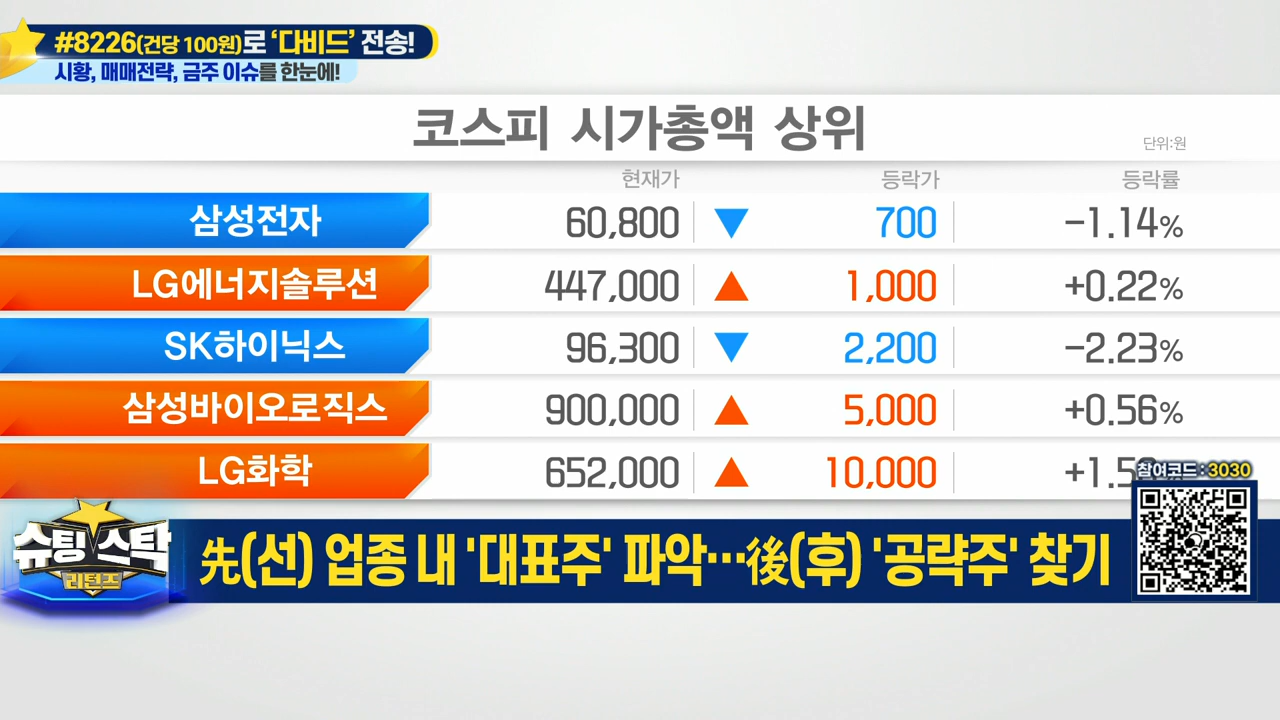 #8226(건당 100원)로 '다비드' 전송!
시황, 매매전략, 금주 이슈를 한눈에!
코스피 시가총액 상위
단위:원
현재가 등락가 등락률
삼성전자 60,800 ▼ 700 -1.14%
LG에너지솔루션 447,000 ▲ 1,000 +0.22%
SK하이닉스 96,300 ▼ 2,200 -2.23%
삼성바이오로직스 900,000 ▲ 5,000 +0.56%
LG화학 652,000 ▲ 10,000
참여코드:3030
슈팅스탁
리턴즈
先(선) 업종 내 '대표주' 파악…後(후) '공략주' 찾기